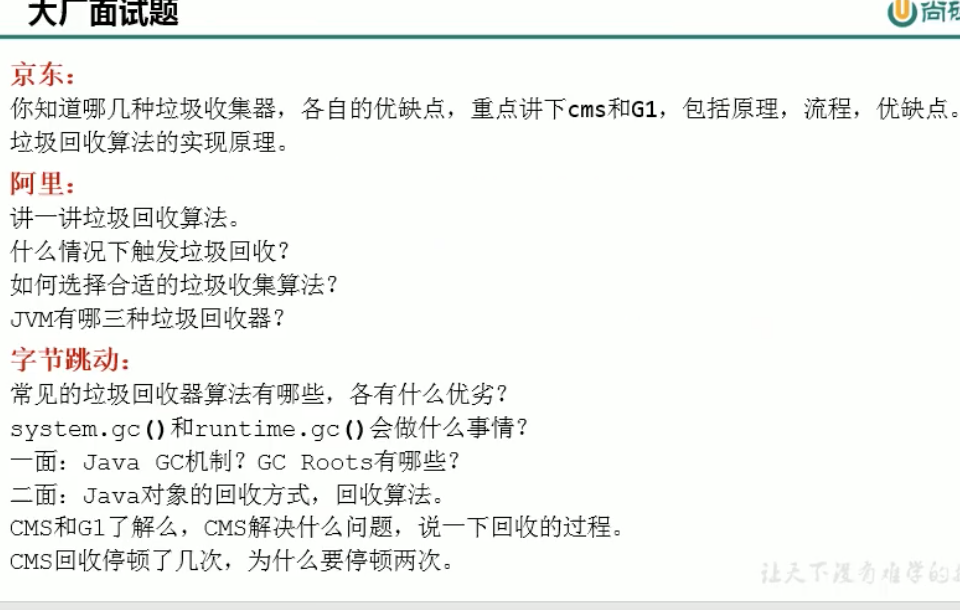 大厂面试题
尚硅
京东：
你知道哪几种垃圾收集器，各自的优缺点，重点讲下cms和G1，包括原理，流程，优缺点。
垃圾回收算法的实现原理。
阿里：
讲一讲垃圾回收算法。
什么情况下触发垃圾回收？
如何选择合适的垃圾收集算法？
JVM有哪三种垃圾回收器？
字节跳动：
常见的垃圾回收器算法有哪些，各有什么优劣？
system.gc()和runtime.gc()会做什么事情？
一面：Java GC机制？GC Roots有哪些？
二面：Java对象的回收方式，回收算法。
CMS和G1了解么，CMS解决什么问题，说一下回收的过程。
CMS回收停顿了几次，为什么要停顿两次。
让天下没有难学的